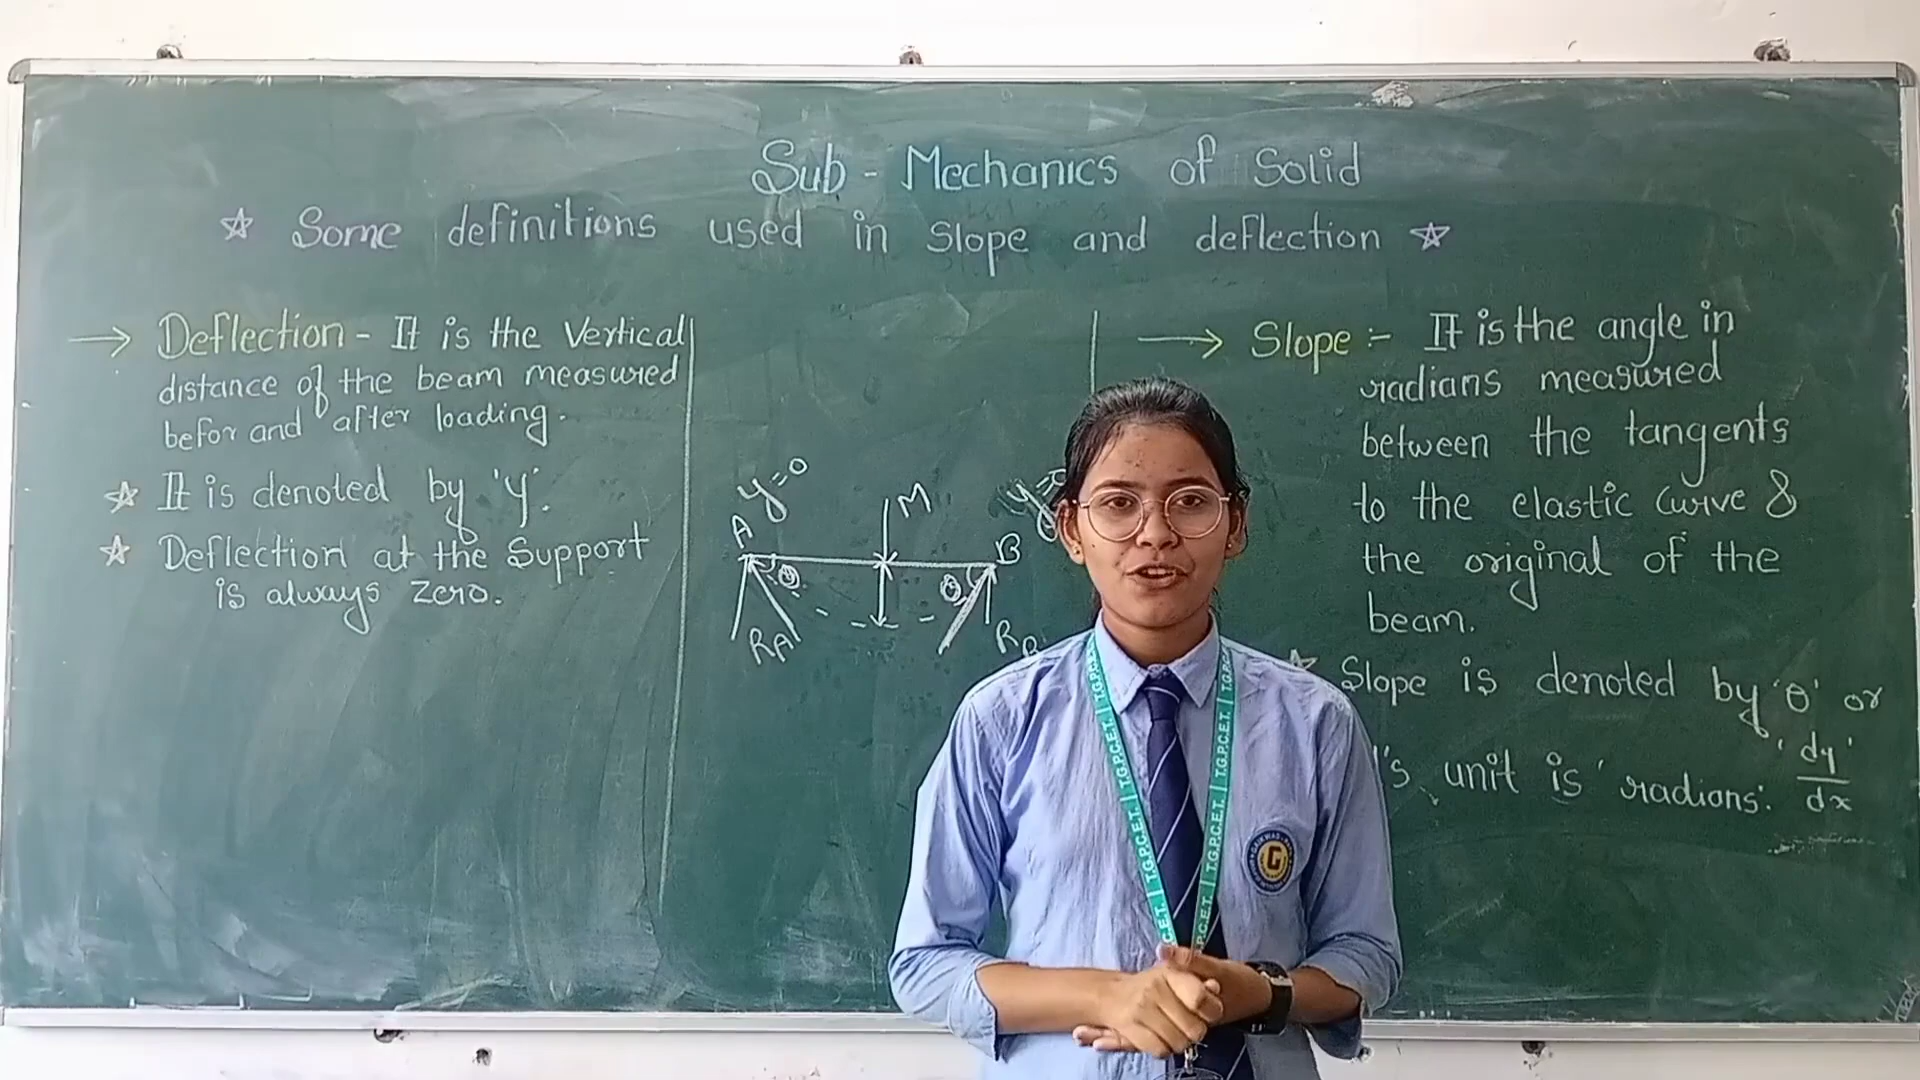 Sub - Mechanics of Solid
☆ Some definitions used in Slope and deflection ☆
→ Deflection - It is the Vertical
distance of the beam measured
befor and after loading.
☆ It is denoted by 'y'.
☆ Deflection at the Support
is always zero.
y=0
M
y=0
A
B
θ
θ
RA
RB
→ Slope :- It is the angle in
radians measured
between the tangents
to the elastic curve &
the original of the
beam.
☆ Slope is denoted by 'θ' or
'dy/dx'
's unit is 'radians'.
T.G.P.C.E.T. | T.G.P.C.E.T. | T.G.P.C.E.T.
T.G.P.C.E.T. | T.G.P.C.E.T. | T.G.P.C.E.T.
G